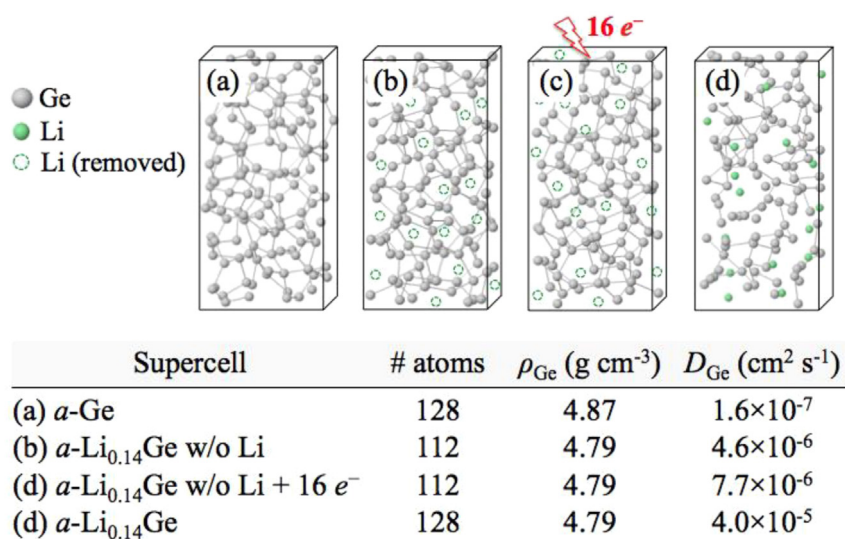 16 e⁻
(a) (b) (c) (d)
Ge
Li
Li (removed)
Supercell # atoms ρGe (g cm⁻³) DGe (cm² s⁻¹)
(a) a-Ge 128 4.87 1.6×10⁻⁷
(b) a-Li₀.₁₄Ge w/o Li 112 4.79 4.6×10⁻⁶
(d) a-Li₀.₁₄Ge w/o Li + 16 e⁻ 112 4.79 7.7×10⁻⁶
(d) a-Li₀.₁₄Ge 128 4.79 4.0×10⁻⁵